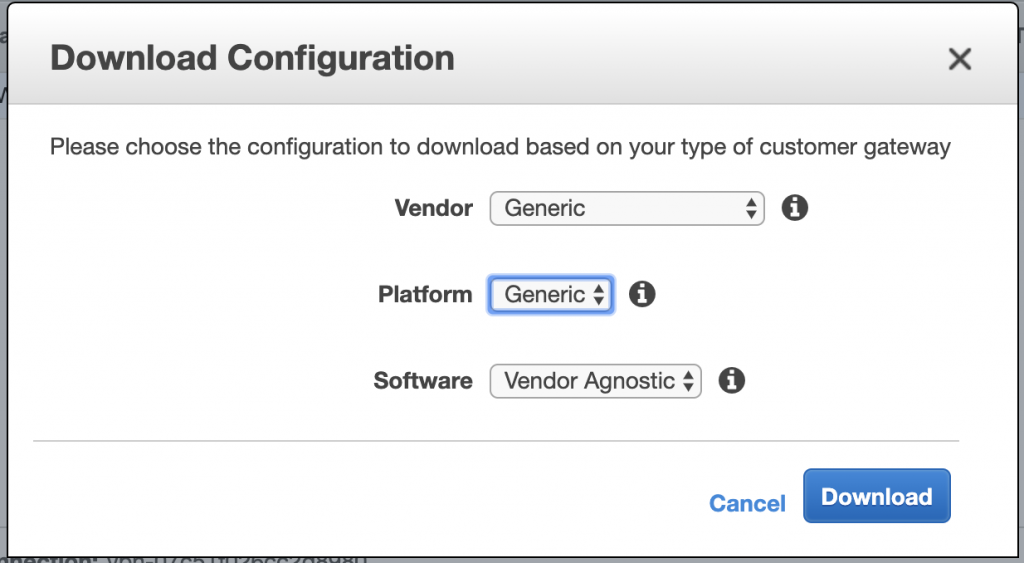 Download Configuration
Please choose the configuration to download based on your type of customer gateway
Vendor Generic
Platform Generic
Software Vendor Agnostic
Cancel Download